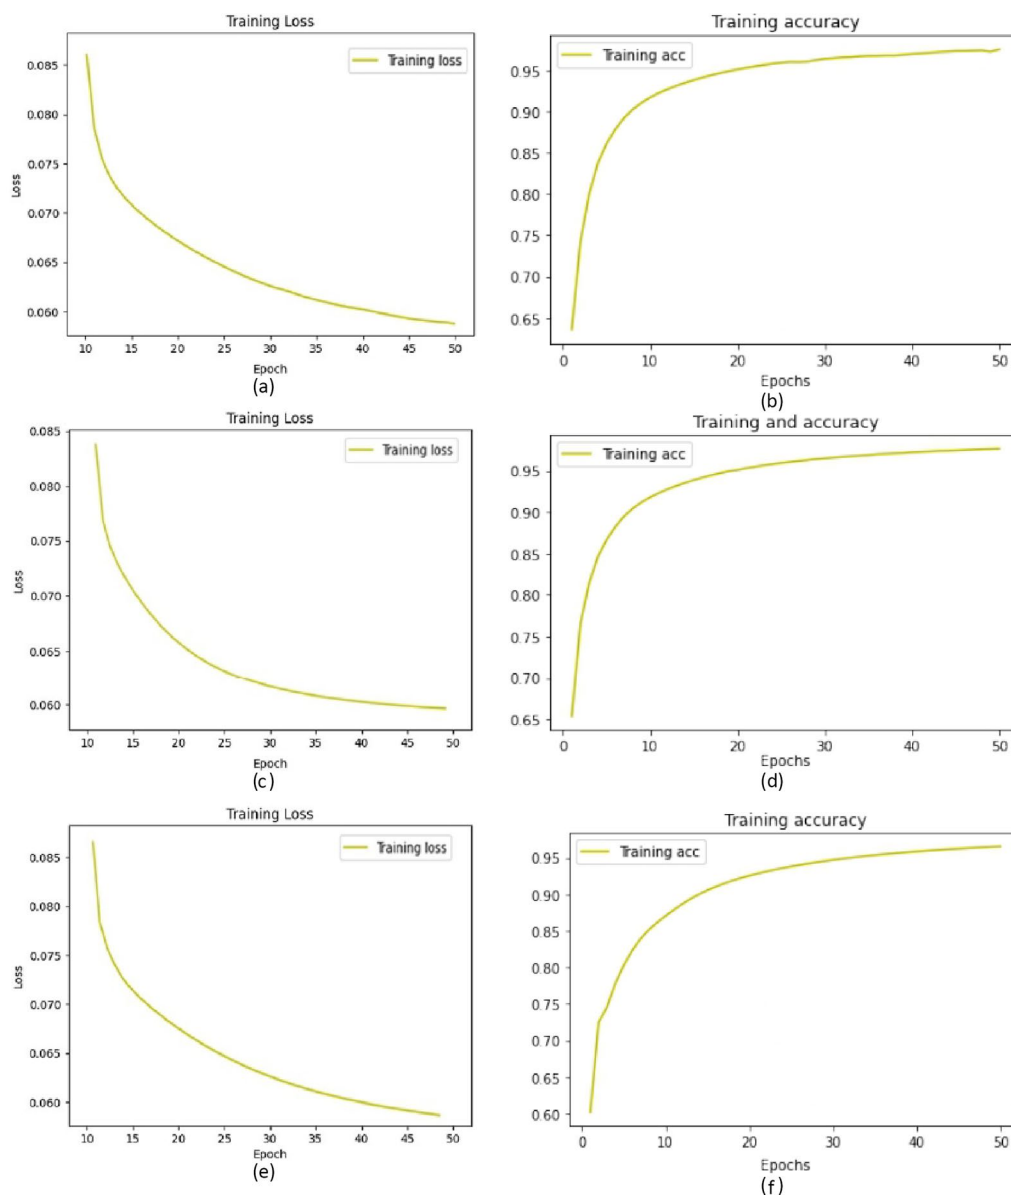 Training Loss
Training loss
0.085
0.080
0.075
0.070
0.065
0.060
Loss
10 15 20 25 30 35 40 45 50
Epoch
(a)
Training accuracy
Training acc
0.95
0.90
0.85
0.80
0.75
0.70
0.65
0 10 20 30 40 50
Epochs
(b)
Training Loss
Training loss
0.085
0.080
0.075
0.070
0.065
0.060
Loss
10 15 20 25 30 35 40 45 50
Epoch
(c)
Training and accuracy
Training acc
0.95
0.90
0.85
0.80
0.75
0.70
0.65
0 10 20 30 40 50
Epochs
(d)
Training Loss
Training loss
0.085
0.080
0.075
0.070
0.065
0.060
Loss
10 15 20 25 30 35 40 45 50
Epoch
(e)
Training accuracy
Training acc
0.95
0.90
0.85
0.80
0.75
0.70
0.65
0.60
0 10 20 30 40 50
Epochs
(f)